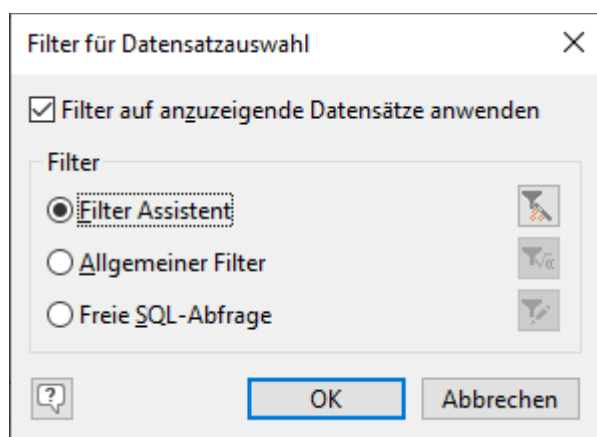 Filter für Datensatzauswahl
Filter auf anzuzeigende Datensätze anwenden
Filter
Filter Assistent
Allgemeiner Filter
Freie SQL-Abfrage
OK
Abbrechen